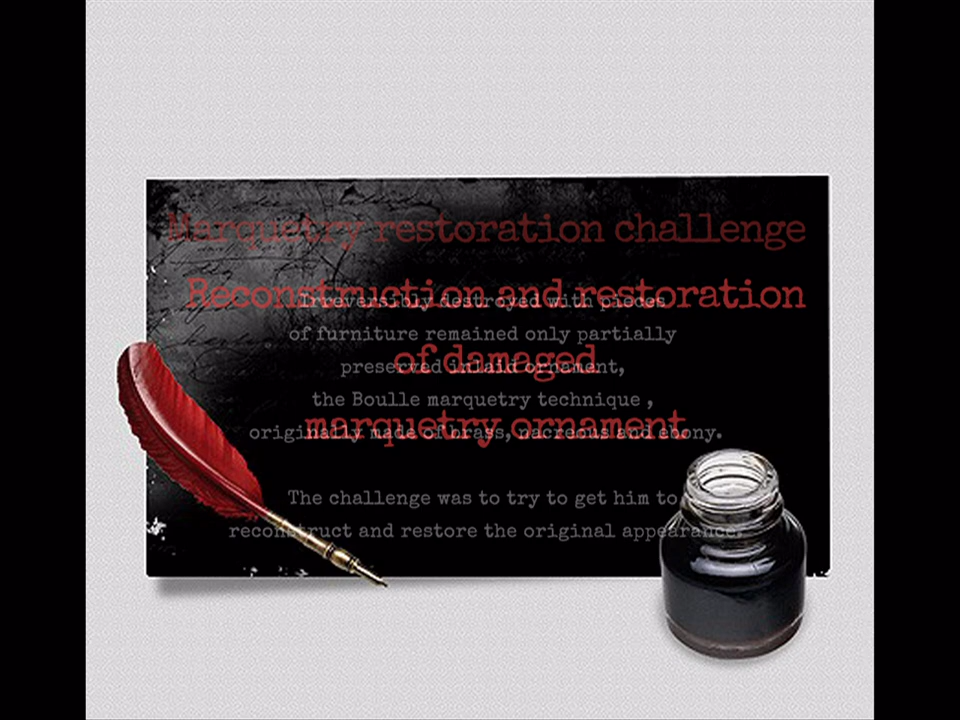 Marquetry restoration challenge
Reconstruction and restoration
of damaged
marquetry ornament.
Irreversibly destroyed with pieces
of furniture remained only partially
preserved inlaid ornament,
the Boulle marquetry technique ,
originally made of brass, nacreous and ebony.
The challenge was to try to get him to
reconstruct and restore the original appearance.